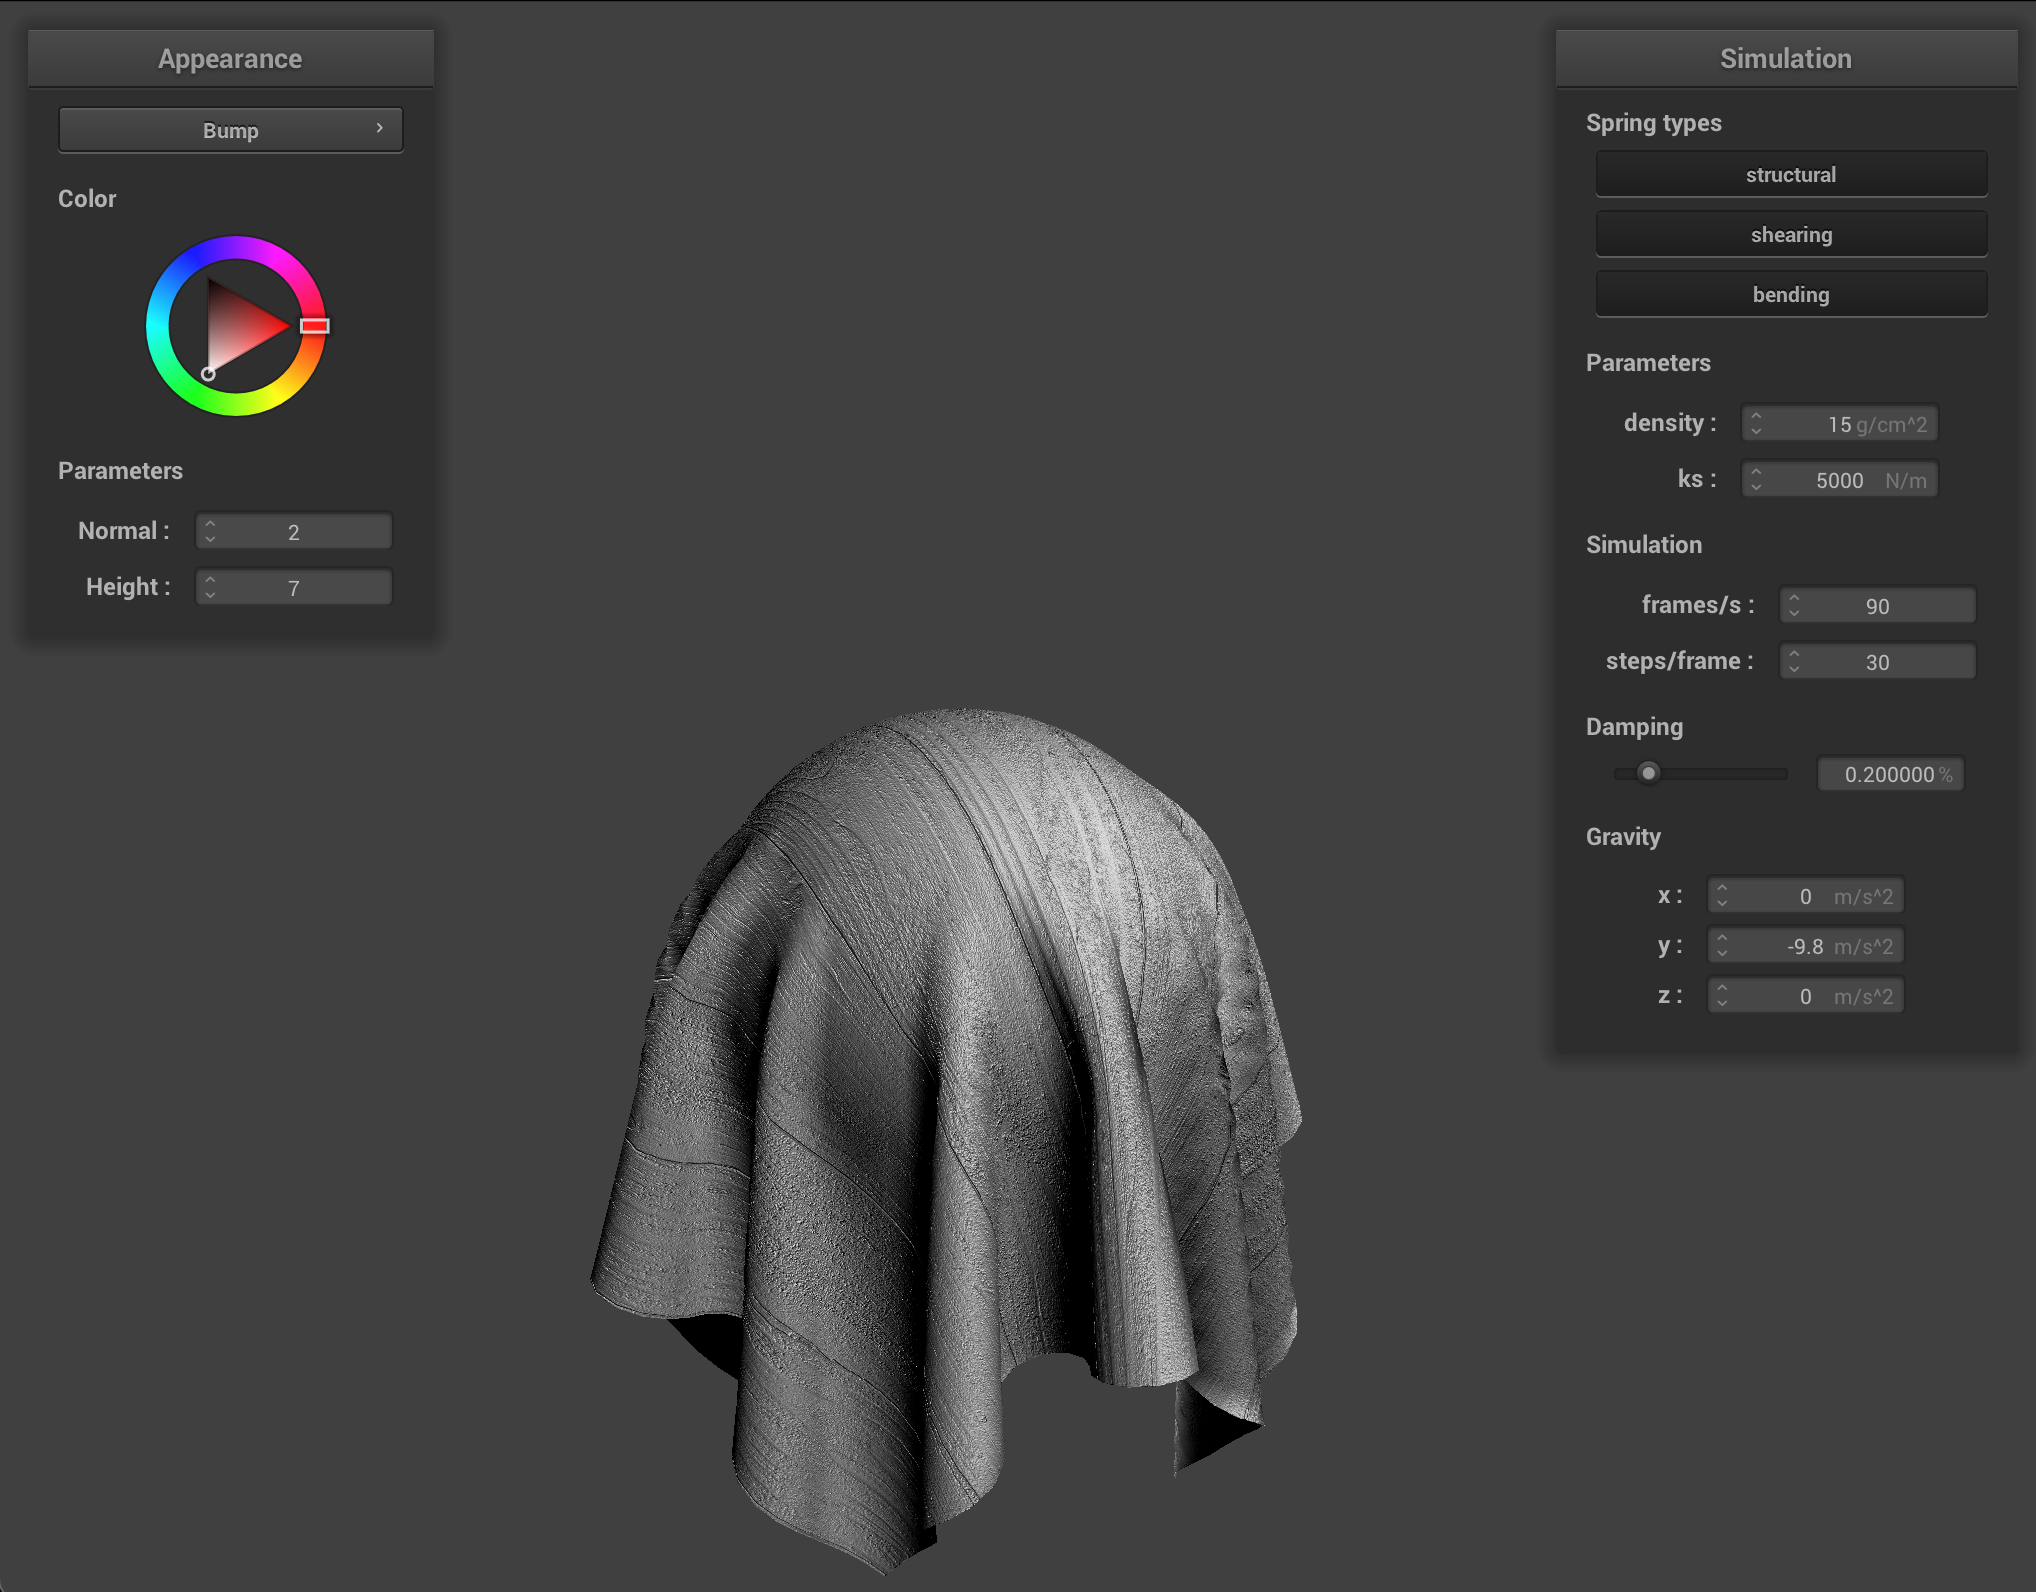 Appearance
Bump
Color
Parameters
Normal : 2
Height : 7
Simulation
Spring types
structural
shearing
bending
Parameters
density : 15 g/cm^2
ks : 5000 N/m
Simulation
frames/s : 90
steps/frame : 30
Damping
0.200000 %
Gravity
x : 0 m/s^2
y : -9.8 m/s^2
z : 0 m/s^2